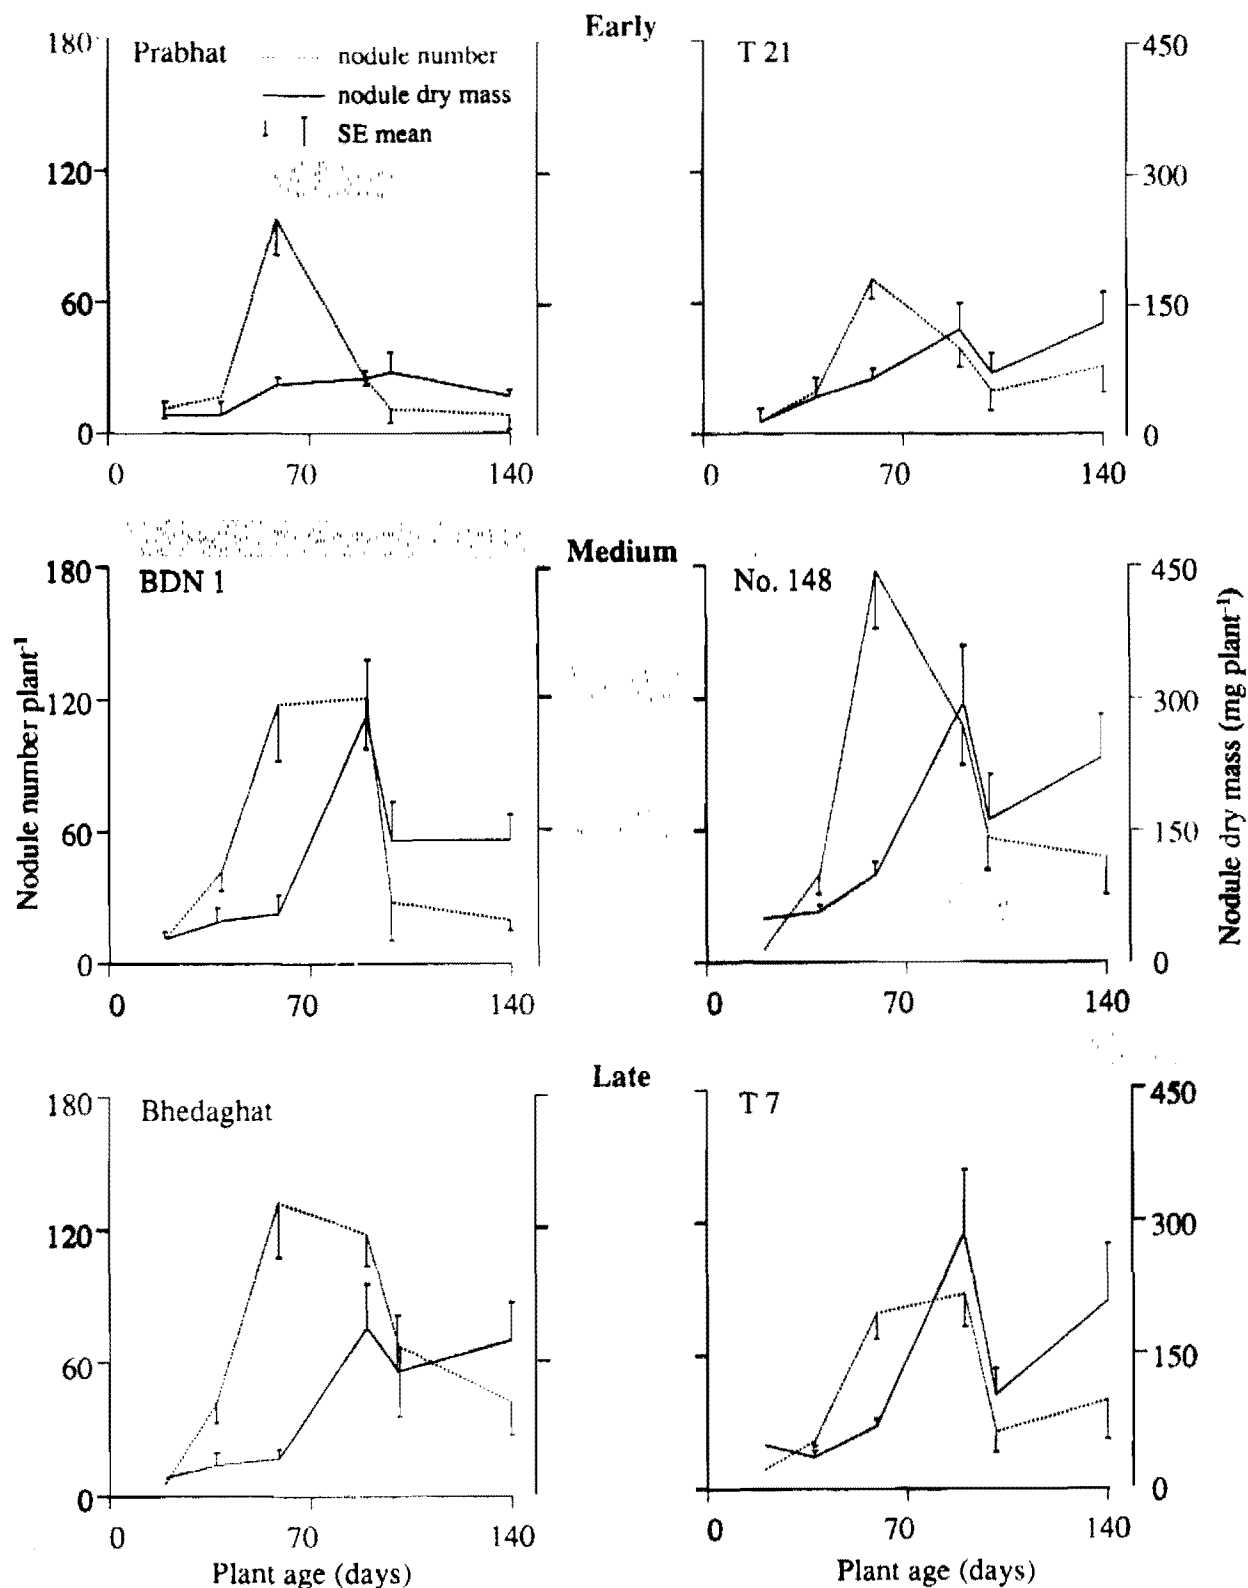 Early
Prabhat
nodule number
nodule dry mass
SE mean
180
120
60
0
0 70 140
T 21
450
300
150
0
0 70 140
Medium
BDN 1
180
120
60
0
0 70 140
No. 148
450
300
150
0
0 70 140
Nodule number plant⁻¹
Nodule dry mass (mg plant⁻¹)
Late
Bhedaghat
180
120
60
0
0 70 140
Plant age (days)
T 7
450
300
150
0
0 70 140
Plant age (days)